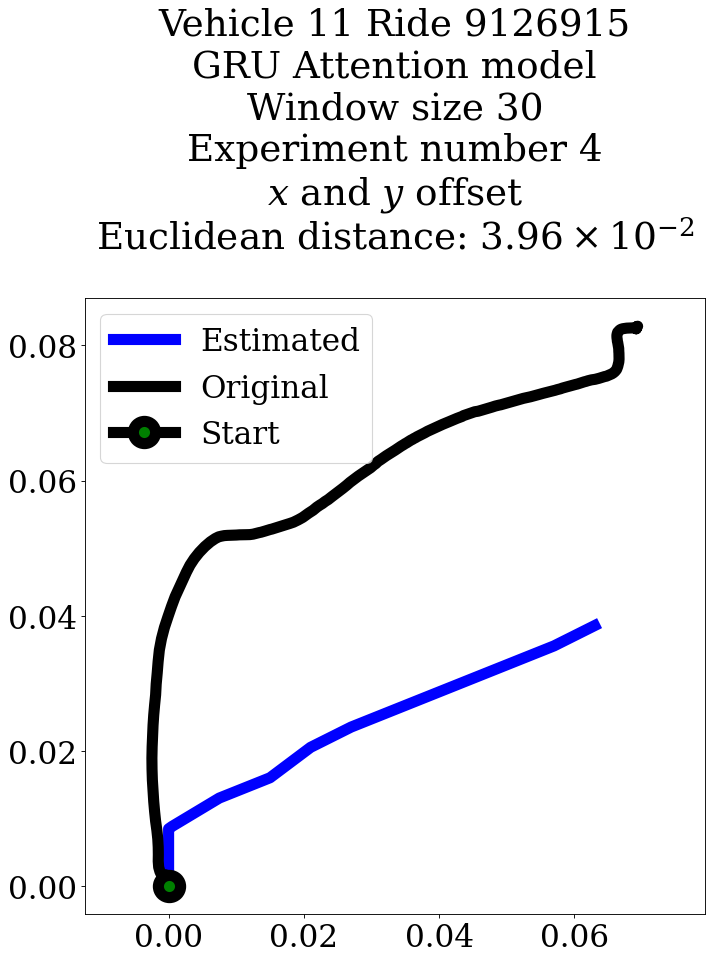 Vehicle 11 Ride 9126915
GRU Attention model
Window size 30
Experiment number 4
x and y offset
Euclidean distance: 3.96 × 10⁻²
Estimated
Original
Start
0.08
0.06
0.04
0.02
0.00
0.00 0.02 0.04 0.06